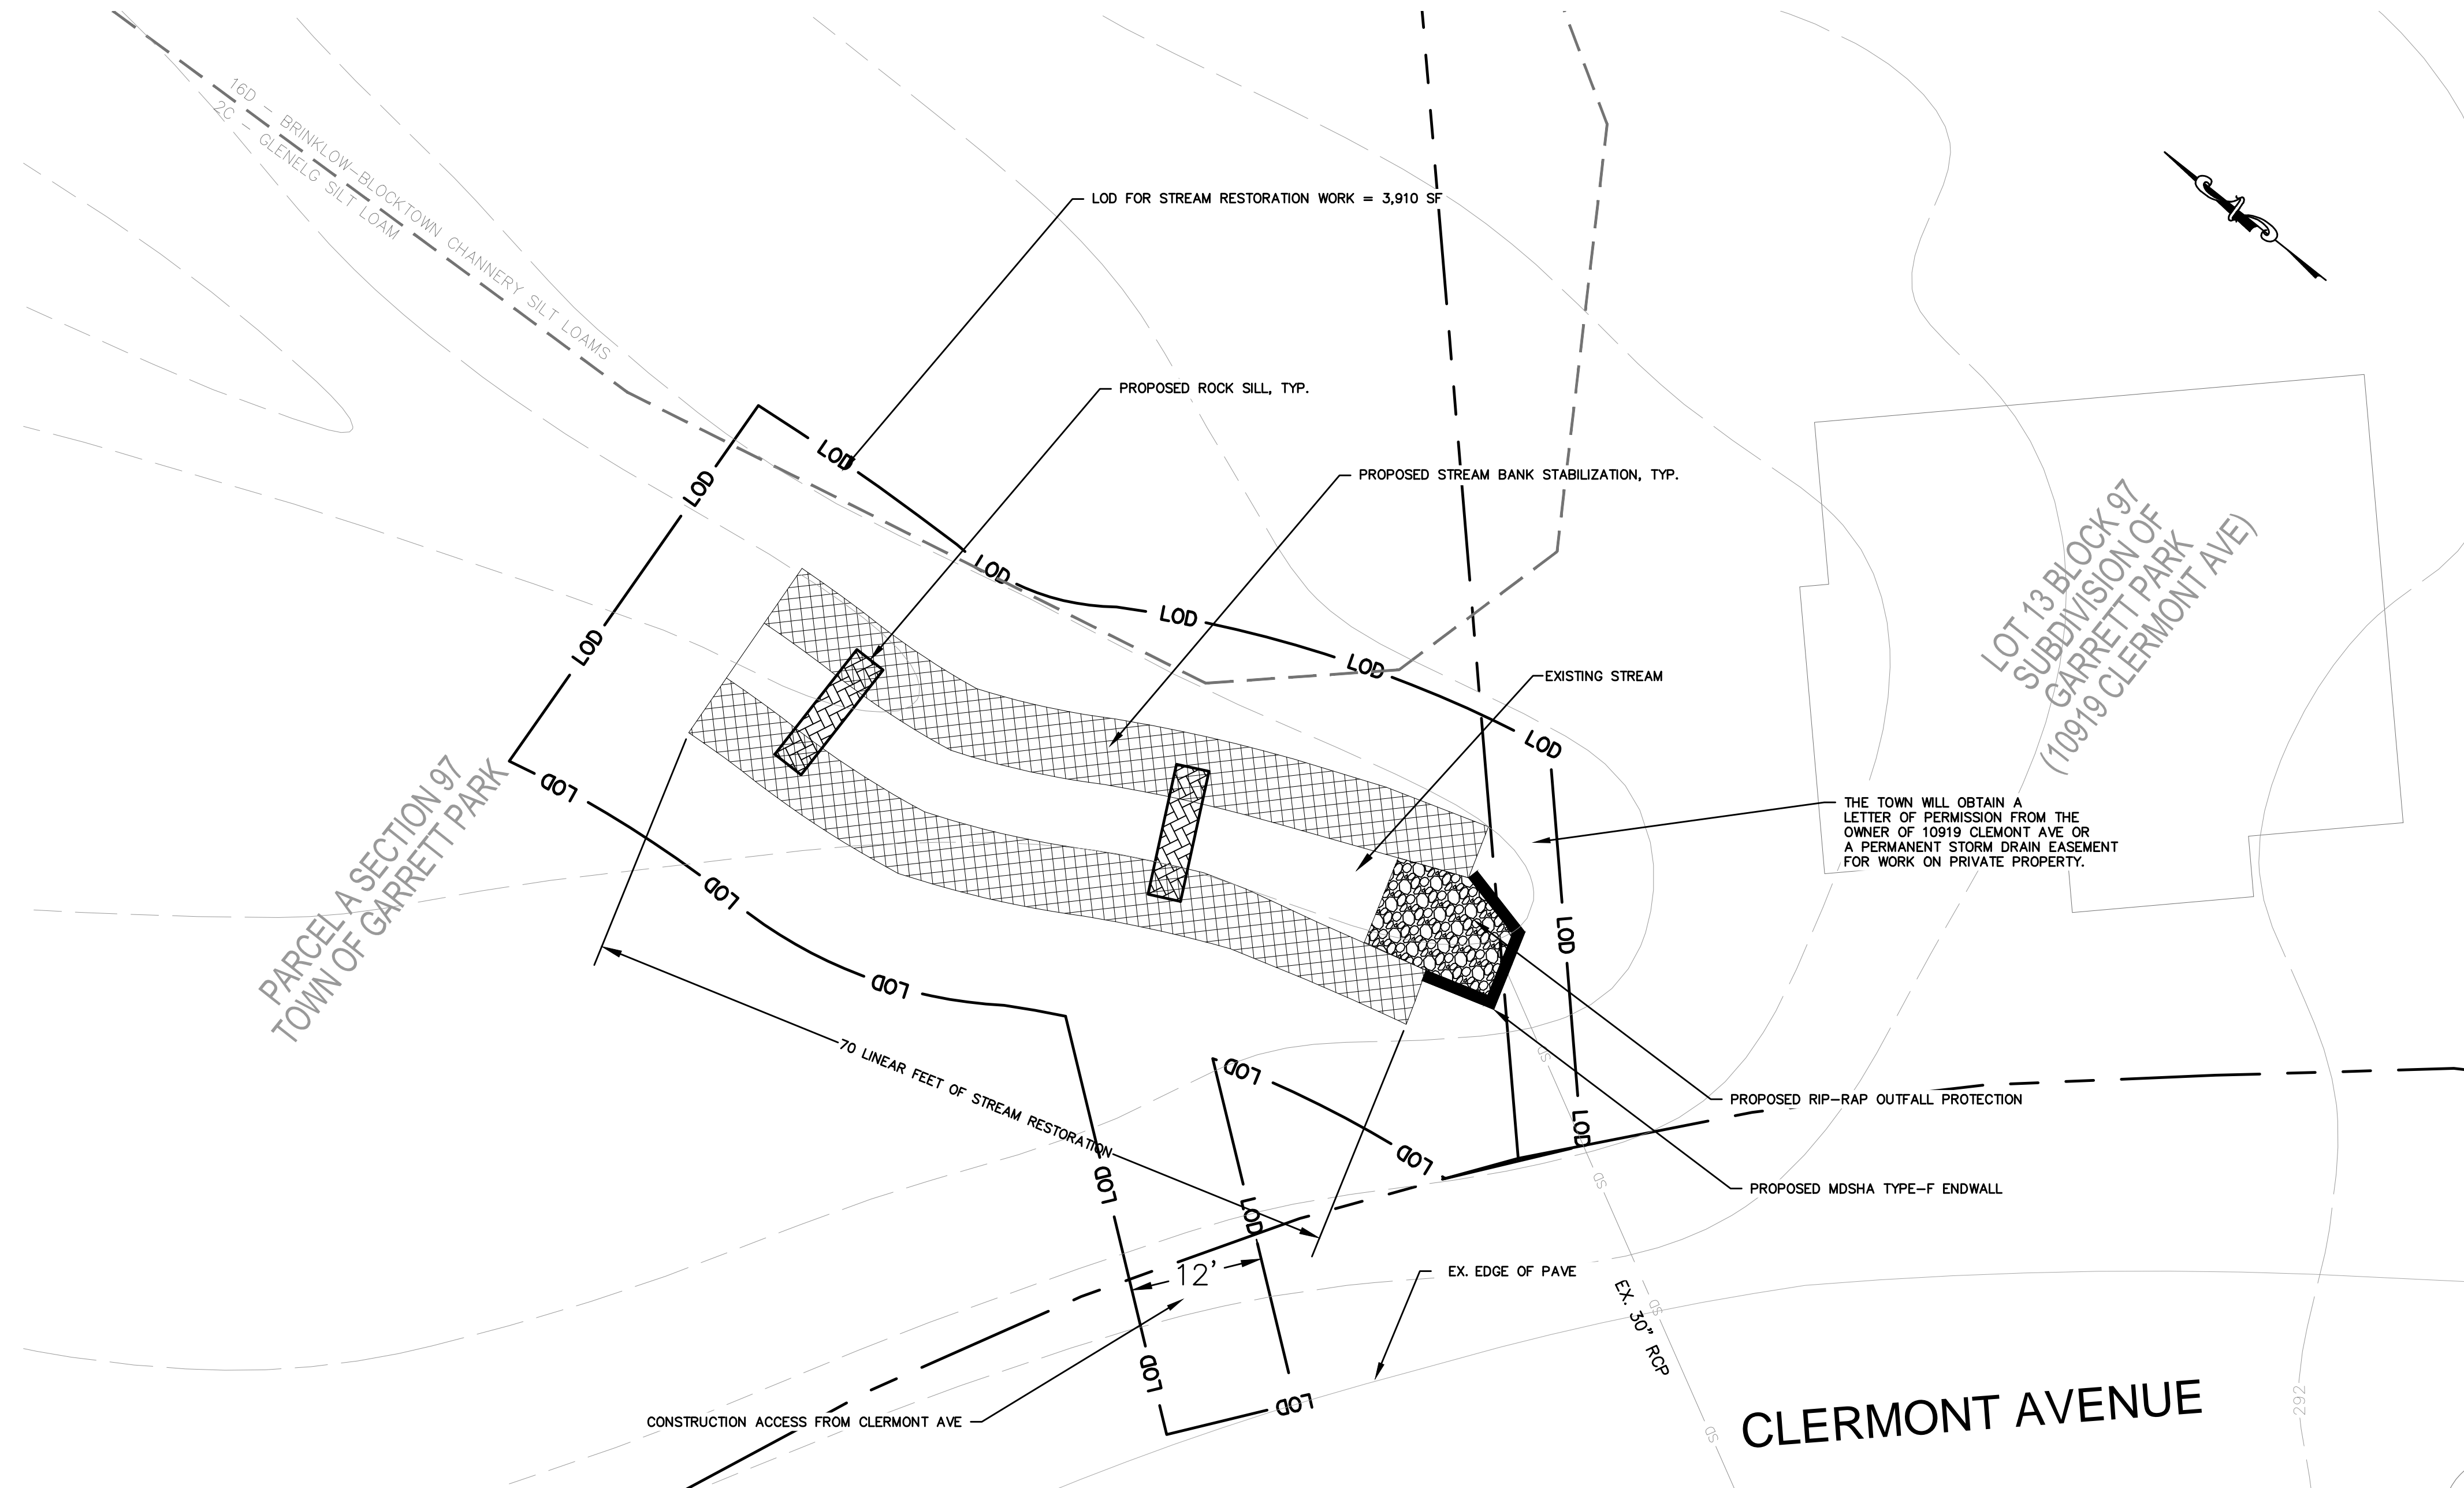 16D - BRINKLOW-BLOCKTOWN CHANNERY SILT LOAMS
2C - GLENELG SILT LOAM
LOD FOR STREAM RESTORATION WORK = 3,910 SF
PROPOSED ROCK SILL, TYP.
LOD
LOD
PROPOSED STREAM BANK STABILIZATION, TYP.
LOD
LOD
LOD
LOD
EXISTING STREAM
LOD
LOD
LOT 13 BLOCK 97
SUBDIVISION OF
GARRETT PARK
(10919 CLERMONT AVE)
PARCEL A SECTION 97
TOWN OF GARRETT PARK
THE TOWN WILL OBTAIN A
LETTER OF PERMISSION FROM THE
OWNER OF 10919 CLEMONT AVE OR
A PERMANENT STORM DRAIN EASEMENT
FOR WORK ON PRIVATE PROPERTY.
LOD
LOD
LOD
70 LINEAR FEET OF STREAM RESTORATION
SD
LOD
PROPOSED RIP-RAP OUTFALL PROTECTION
LOD
LOD
LOD
SD
PROPOSED MDSHA TYPE-F ENDWALL
LOD
12'
EX. EDGE OF PAVE
SD
EX. 30" RCP
LOD
LOD
CONSTRUCTION ACCESS FROM CLERMONT AVE
SD
CLERMONT AVENUE
292